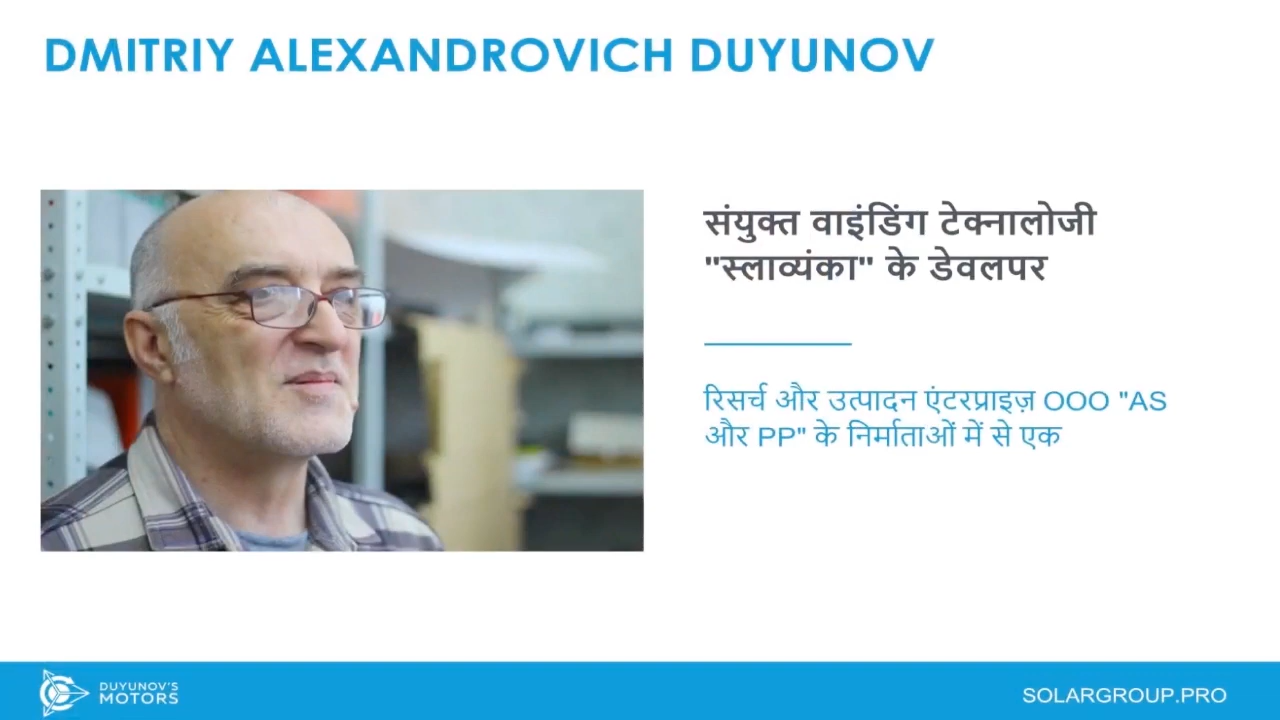 DMITRIY ALEXANDROVICH DUYUNOV
संयुक्त वाइंडिंग टेक्नालोजी
"स्लाव्यंका" के डेवलपर
रिसर्च और उत्पादन एंटरप्राइज़ OOO "AS
और PP" के निर्माताओं में से एक
DUYUNOV'S
MOTORS
SOLARGROUP.PRO